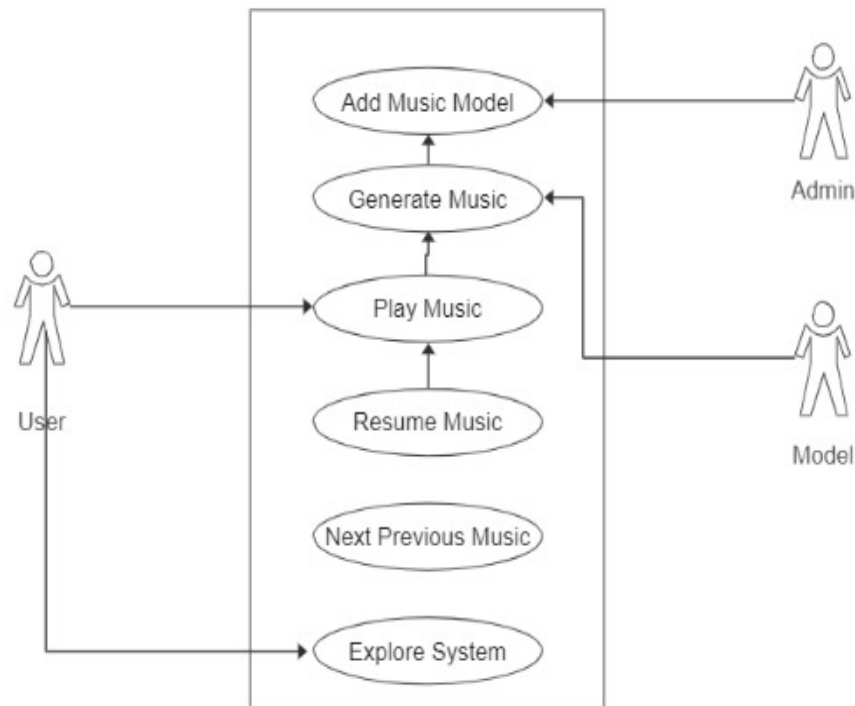 Add Music Model
Admin
Generate Music
Play Music
User
Resume Music
Model
Next Previous Music
Explore System